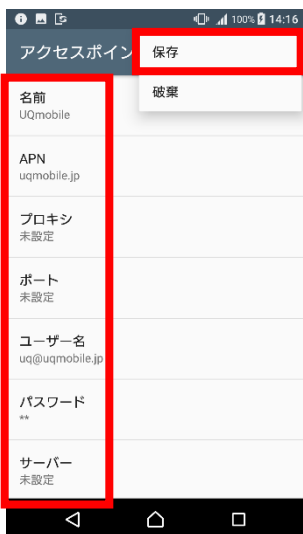 100% 14:16
アクセスポイン
保存
破棄
名前
UQmobile
APN
uqmobile.jp
プロキシ
未設定
ポート
未設定
ユーザー名
uq@uqmobile.jp
パスワード
**
サーバー
未設定